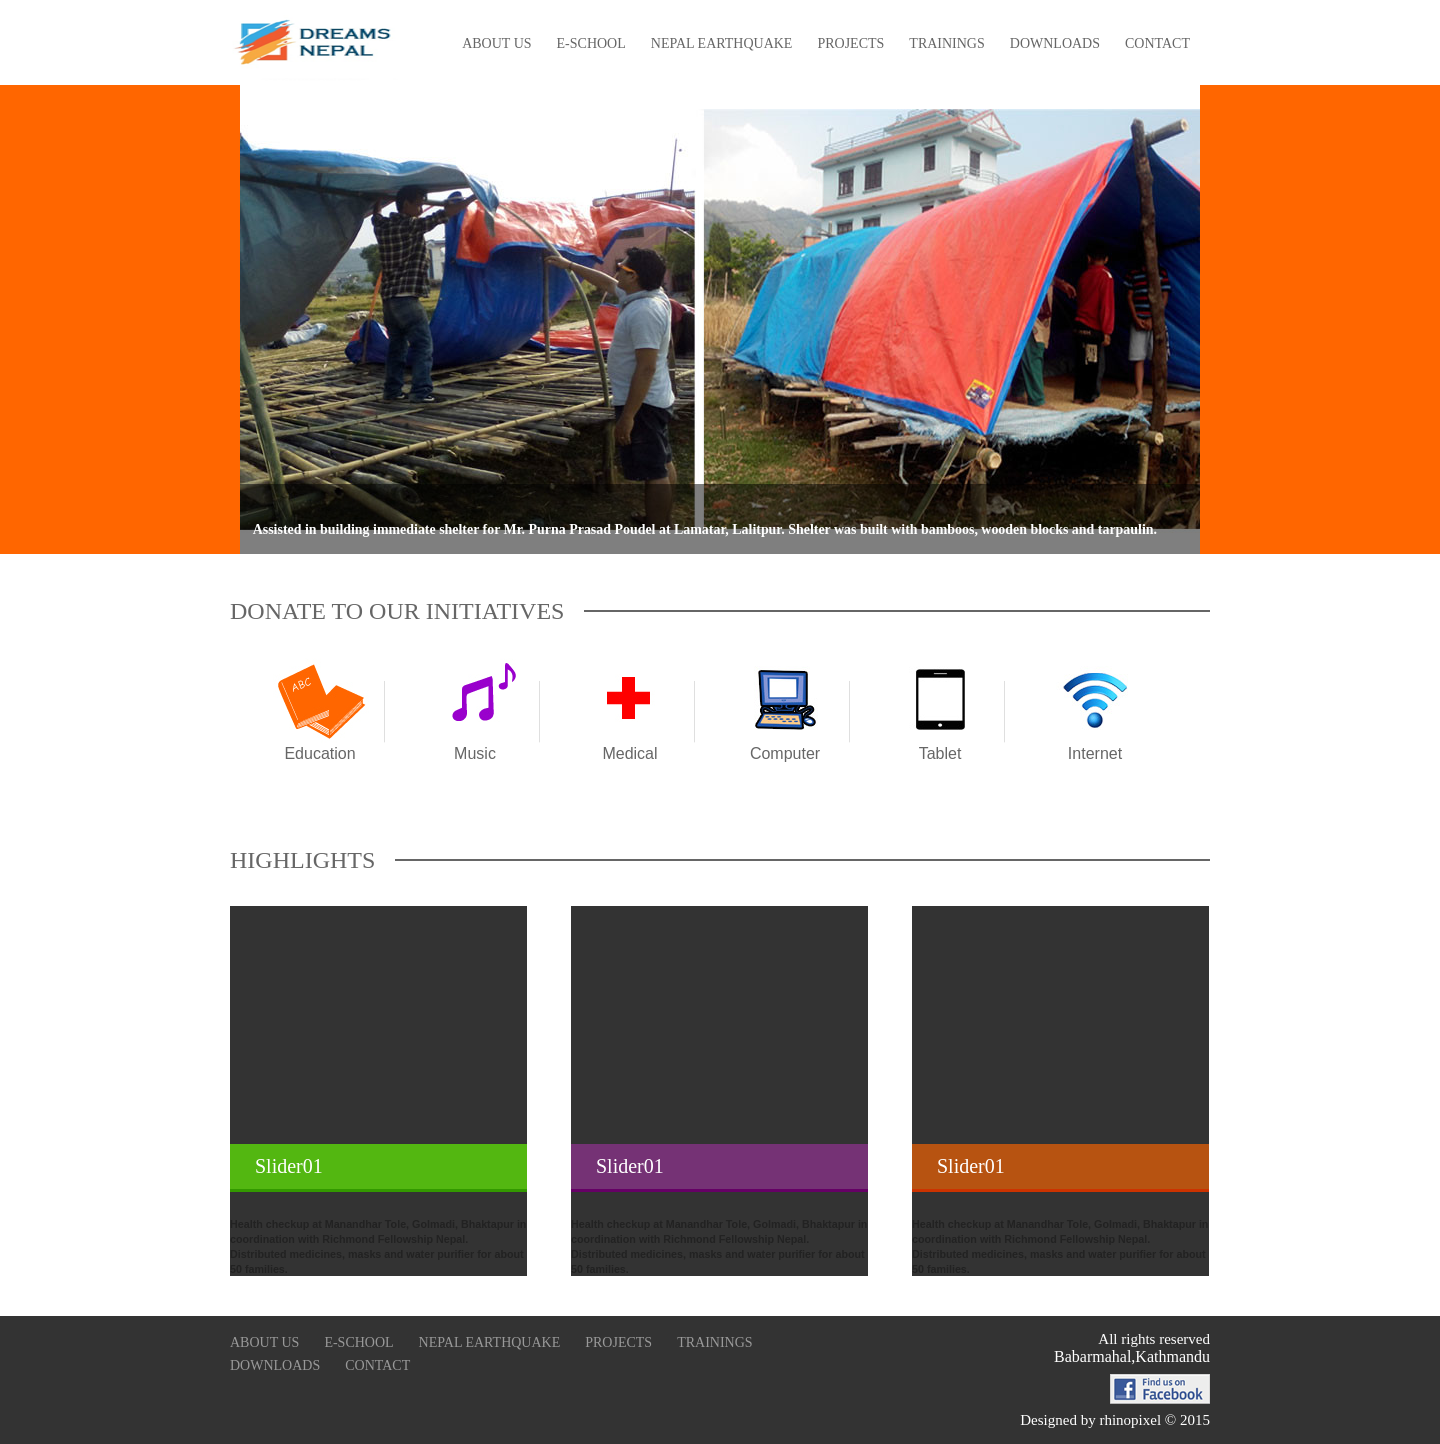 DREAMS
NEPAL
ABOUT US E-SCHOOL NEPAL EARTHQUAKE PROJECTS TRAININGS DOWNLOADS CONTACT
Assisted in building immediate shelter for Mr. Purna Prasad Poudel at Lamatar, Lalitpur. Shelter was built with bamboos, wooden blocks and tarpaulin.
DONATE TO OUR INITIATIVES
ABC
Education Music Medical Computer Tablet Internet
HIGHLIGHTS
Slider01
Health checkup at Manandhar Tole, Golmadi, Bhaktapur in
coordination with Richmond Fellowship Nepal.
Distributed medicines, masks and water purifier for about
50 families.
Slider01
Health checkup at Manandhar Tole, Golmadi, Bhaktapur in
coordination with Richmond Fellowship Nepal.
Distributed medicines, masks and water purifier for about
50 families.
Slider01
Health checkup at Manandhar Tole, Golmadi, Bhaktapur in
coordination with Richmond Fellowship Nepal.
Distributed medicines, masks and water purifier for about
50 families.
ABOUT US E-SCHOOL NEPAL EARTHQUAKE PROJECTS TRAININGS
DOWNLOADS CONTACT
All rights reserved
Babarmahal,Kathmandu
Find us on
Facebook
Designed by rhinopixel © 2015